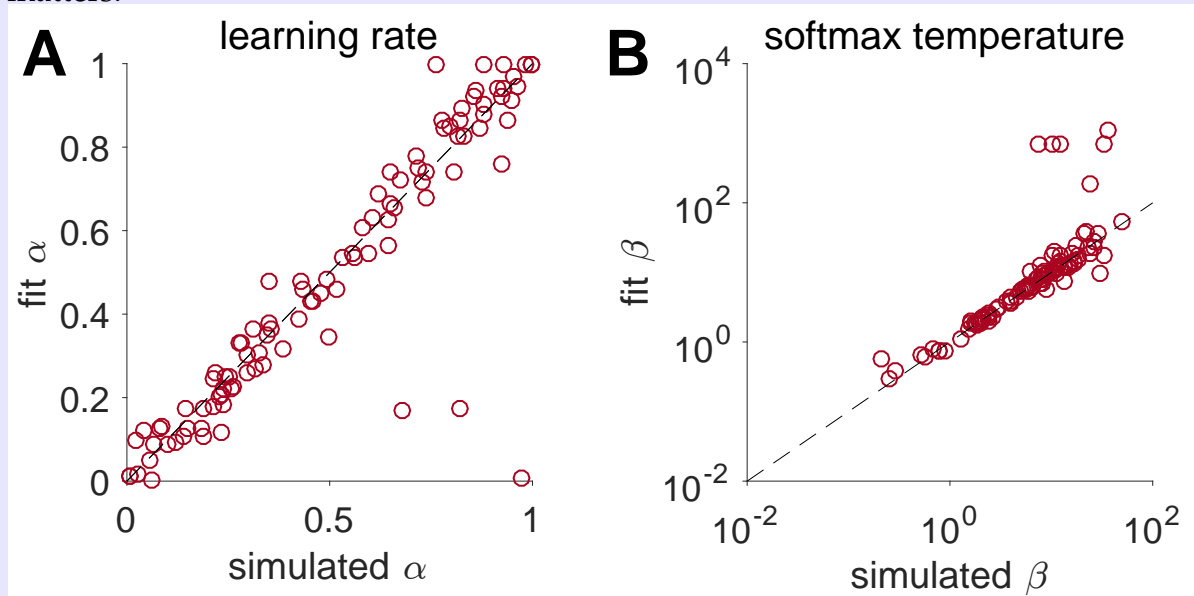 matters.
A learning rate
1
0.8
0.6
0.4
0.2
0
fit α
0 0.5 1
simulated α
B softmax temperature
10^4
10^2
10^0
10^-2
fit β
10^-2 10^0 10^2
simulated β